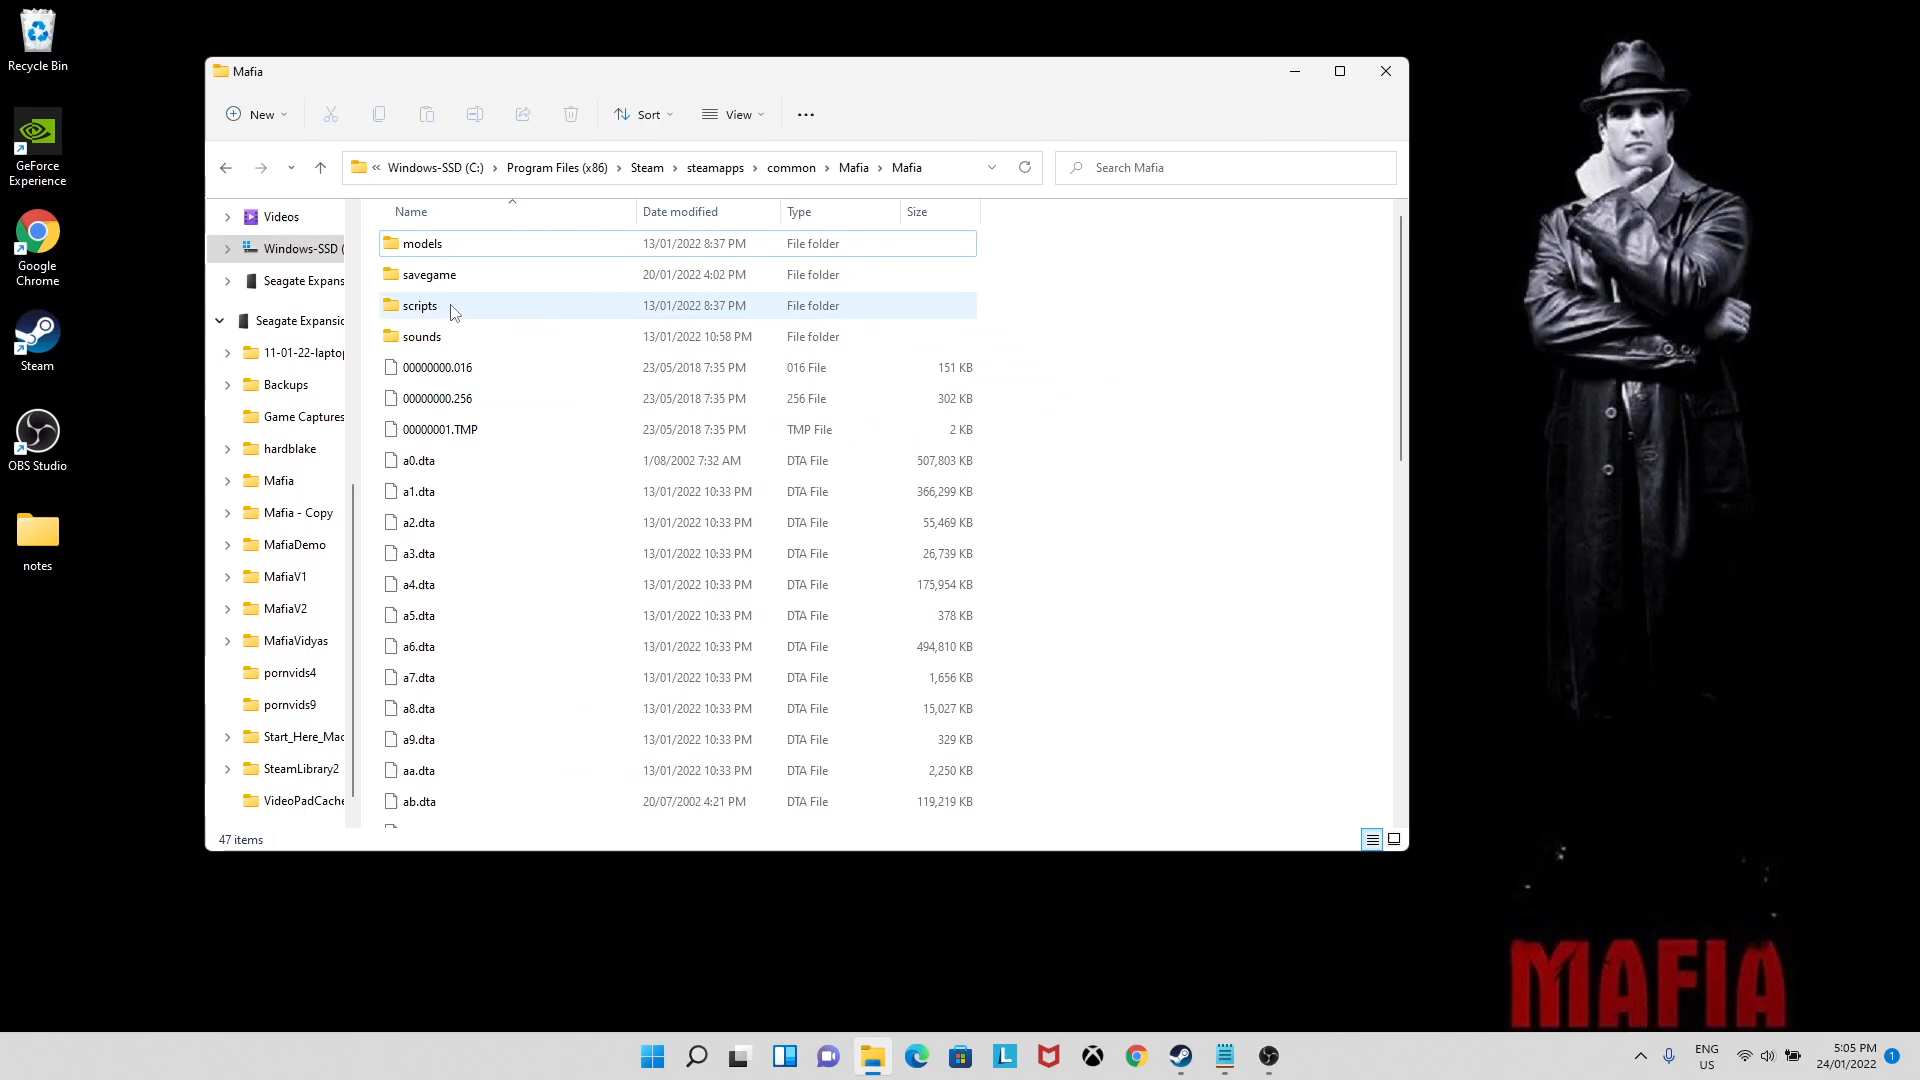 Recycle Bin
GeForce
Experience
Google
Chrome
Steam
OBS Studio
notes
Mafia
New
Sort
View
« Windows-SSD (C:) › Program Files (x86) › Steam › steamapps › common › Mafia › Mafia
Search Mafia
Videos
Windows-SSD (
Seagate Expans
Seagate Expansic
11-01-22-laptop
Backups
Game Captures
hardblake
Mafia
Mafia - Copy
MafiaDemo
MafiaV1
MafiaV2
MafiaVidyas
pornvids4
pornvids9
Start_Here_Mac
SteamLibrary2
VideoPadCache
Name Date modified Type Size
models 13/01/2022 8:37 PM File folder
savegame 20/01/2022 4:02 PM File folder
scripts 13/01/2022 8:37 PM File folder
sounds 13/01/2022 10:58 PM File folder
00000000.016 23/05/2018 7:35 PM 016 File 151 KB
00000000.256 23/05/2018 7:35 PM 256 File 302 KB
00000001.TMP 23/05/2018 7:35 PM TMP File 2 KB
a0.dta 1/08/2002 7:32 AM DTA File 507,803 KB
a1.dta 13/01/2022 10:33 PM DTA File 366,299 KB
a2.dta 13/01/2022 10:33 PM DTA File 55,469 KB
a3.dta 13/01/2022 10:33 PM DTA File 26,739 KB
a4.dta 13/01/2022 10:33 PM DTA File 175,954 KB
a5.dta 13/01/2022 10:33 PM DTA File 378 KB
a6.dta 13/01/2022 10:33 PM DTA File 494,810 KB
a7.dta 13/01/2022 10:33 PM DTA File 1,656 KB
a8.dta 13/01/2022 10:33 PM DTA File 15,027 KB
a9.dta 13/01/2022 10:33 PM DTA File 329 KB
aa.dta 13/01/2022 10:33 PM DTA File 2,250 KB
ab.dta 20/07/2002 4:21 PM DTA File 119,219 KB
47 items
MAFIA
ENG
US
5:05 PM
24/01/2022
1